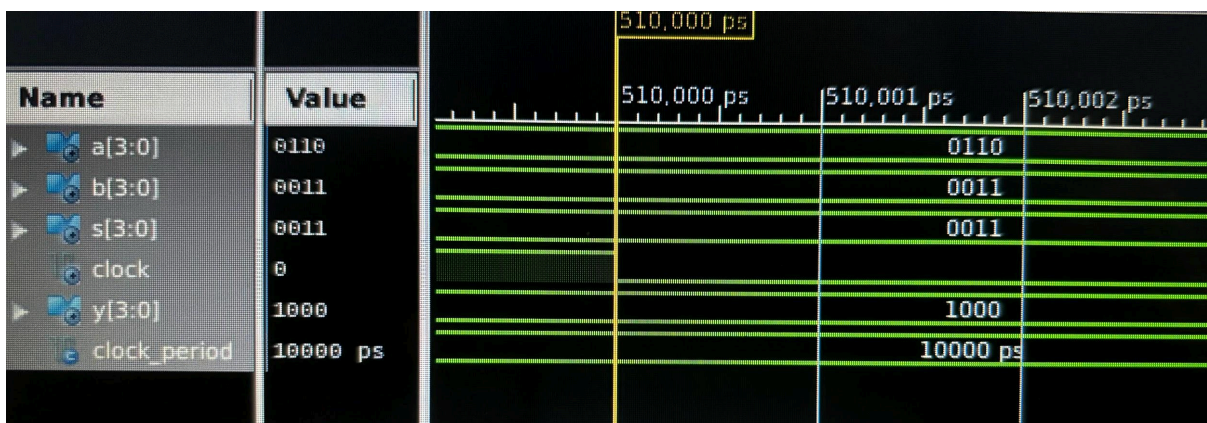 510,000 ps
Name Value 510,000 ps 510,001 ps 510,002 ps
a[3:0] 0110 0110
b[3:0] 0011 0011
s[3:0] 0011 0011
clock 0
y[3:0] 1000 1000
clock_period 10000 ps 10000 ps